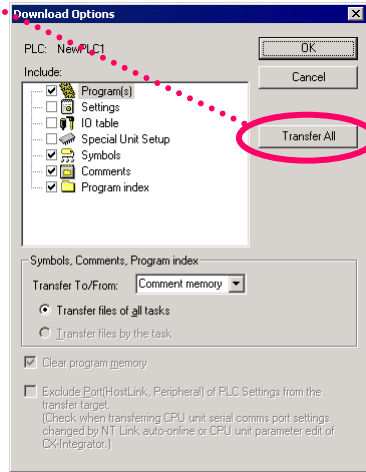 Download Options
PLC: NewPLC1
OK
Include:
Cancel
Program(s)
Settings
IO table
Special Unit Setup
Symbols
Comments
Program index
Transfer All
Symbols, Comments, Program index
Transfer To/From: Comment memory
Transfer files of all tasks
Transfer files by the task
Clear program memory
Exclude Port(HostLink, Peripheral) of PLC Settings from the
transfer target.
(Check when transferring CPU unit serial comms port settings
changed by NT Link auto-online or CPU unit parameter edit of
CX-Integrator.)